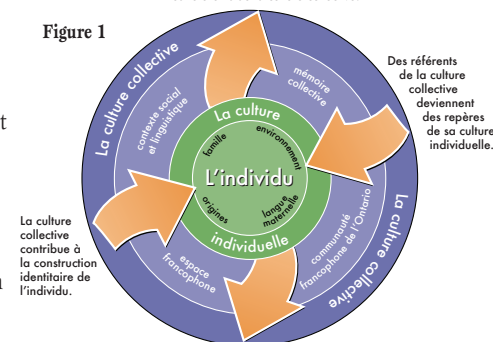 Figure 1
La culture collective
contexte social
et linguistique
mémoire
collective
Des référents
de la culture
collective
deviennent
des repères
de sa culture
individuelle.
La culture
famille
environnement
L'individu
origines
langue
maternelle
individuelle
La culture
collective contribue à
la construction
identitaire de
l'individu.
espace
francophone
communauté
francophone de l'Ontario
La culture collective